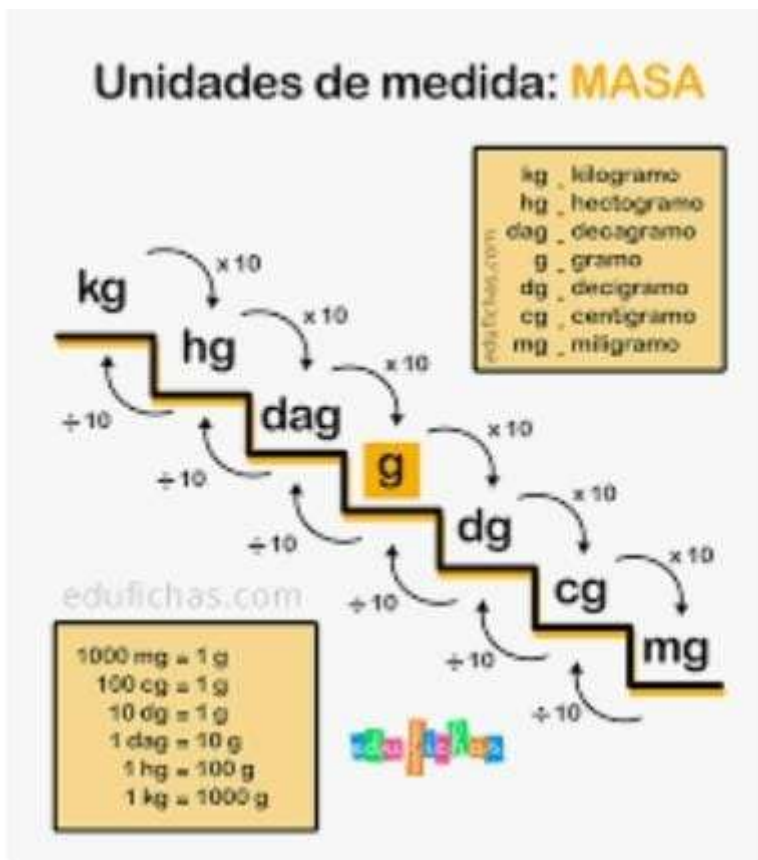 Unidades de medida: MASA
kg - kilogramo
hg - hectogramo
dag - decagramo
g - gramo
dg - decigramo
cg - centigramo
mg - miligramo
edufichas.com
kg
x 10
hg
x 10
dag
x 10
g
x 10
dg
x 10
cg
x 10
mg
÷ 10
÷ 10
÷ 10
÷ 10
÷ 10
÷ 10
edufichas.com
1000 mg = 1 g
100 cg = 1 g
10 dg = 1 g
1 dag = 10 g
1 hg = 100 g
1 kg = 1000 g
edufichas